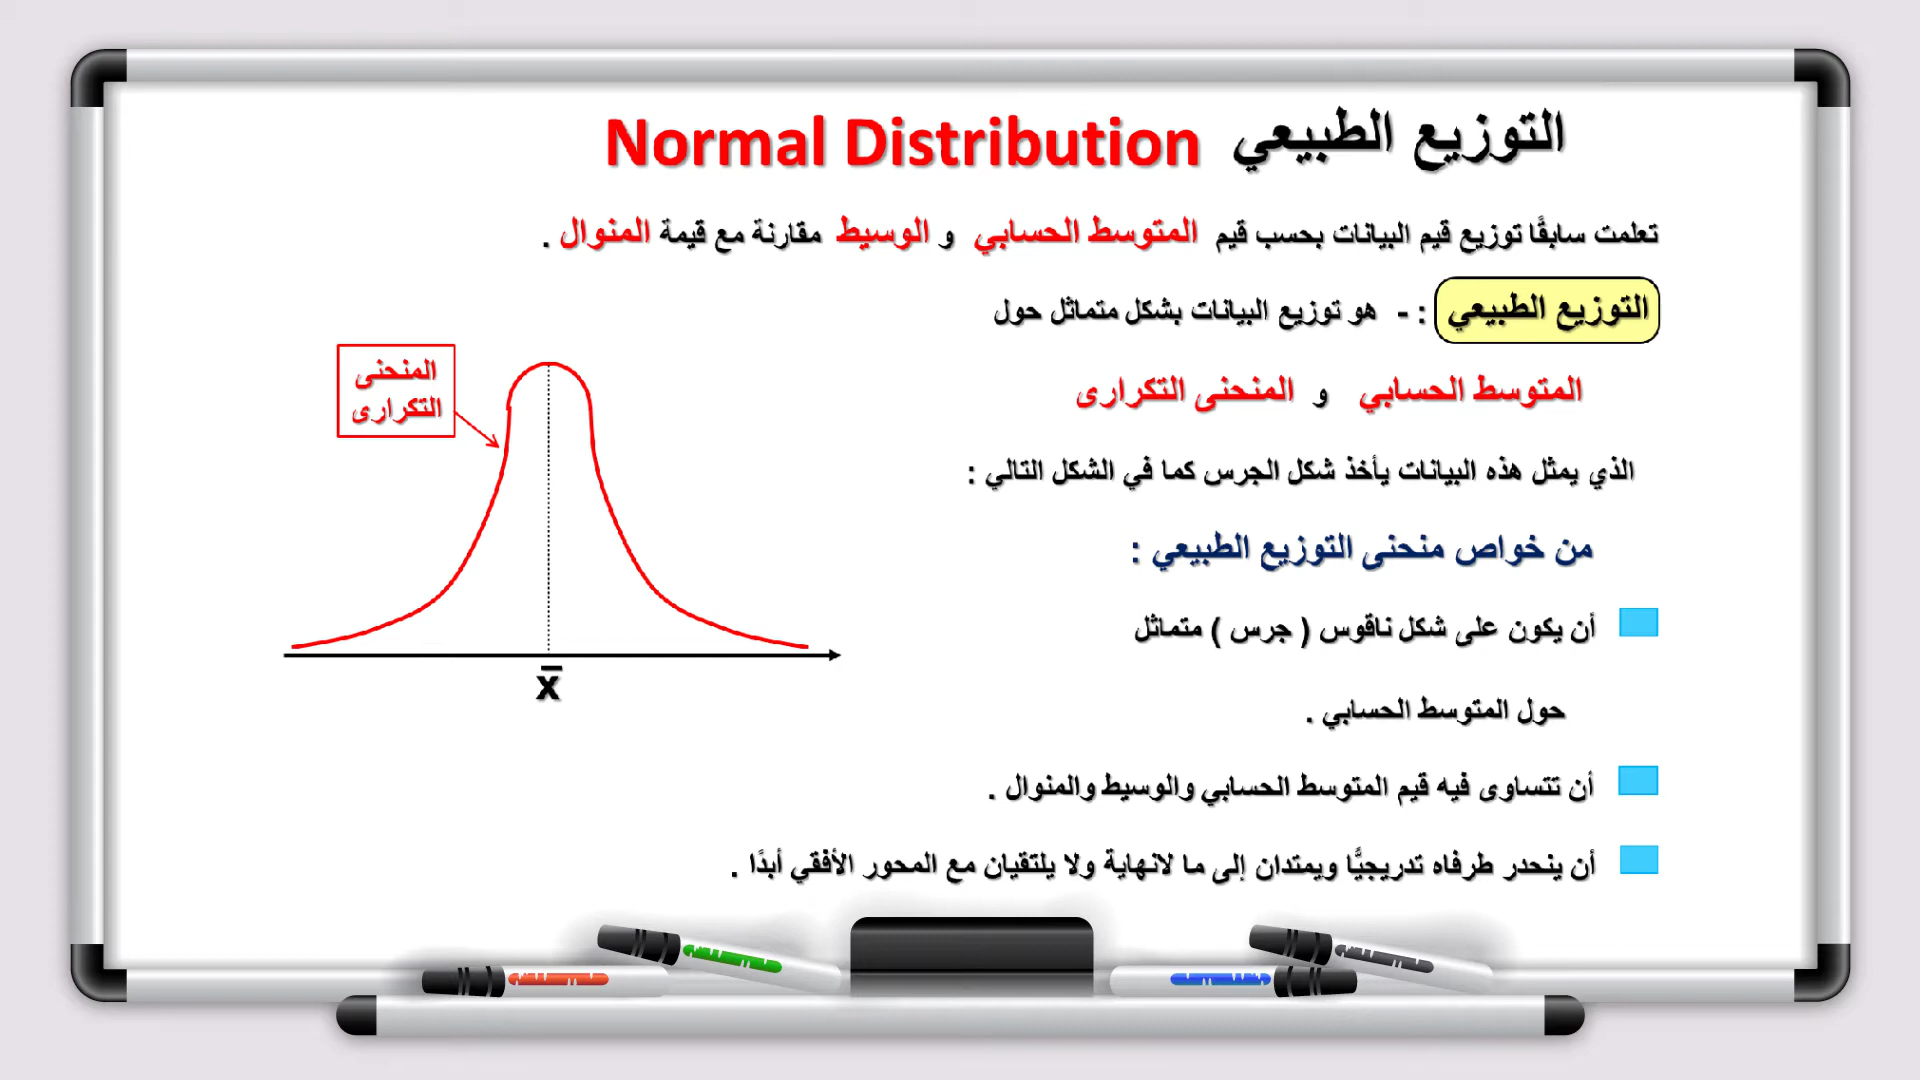 التوزيع الطبيعي Normal Distribution
تعلمت سابقًا توزيع قيم البيانات بحسب قيم المتوسط الحسابي و الوسيط مقارنة مع قيمة المنوال .
التوزيع الطبيعي : - هو توزيع البيانات بشكل متماثل حول
المتوسط الحسابي و المنحنى التكرارى
الذي يمثل هذه البيانات يأخذ شكل الجرس كما في الشكل التالي :
من خواص منحنى التوزيع الطبيعي :
أن يكون على شكل ناقوس ( جرس ) متماثل
حول المتوسط الحسابي .
أن تتساوى فيه قيم المتوسط الحسابي والوسيط والمنوال .
أن ينحدر طرفاه تدريجيًّا ويمتدان إلى ما لانهاية ولا يلتقيان مع المحور الأفقي أبدًا .
المنحنى
التكرارى
x̅